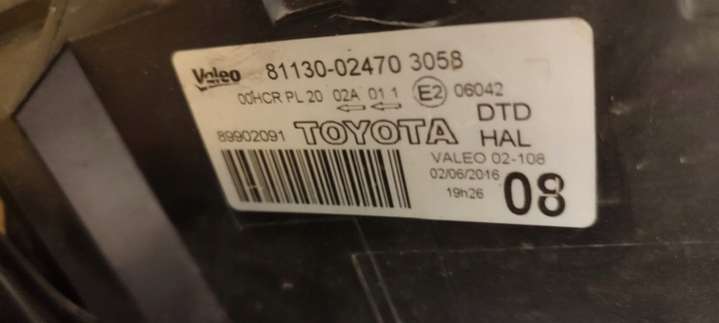 Valeo 81130-02470 3058
00HCR PL 20 02A 01 1 E2 06042
89902091 TOYOTA DTD
HAL
VALEO 02-108
02/06/2016
19h26
08